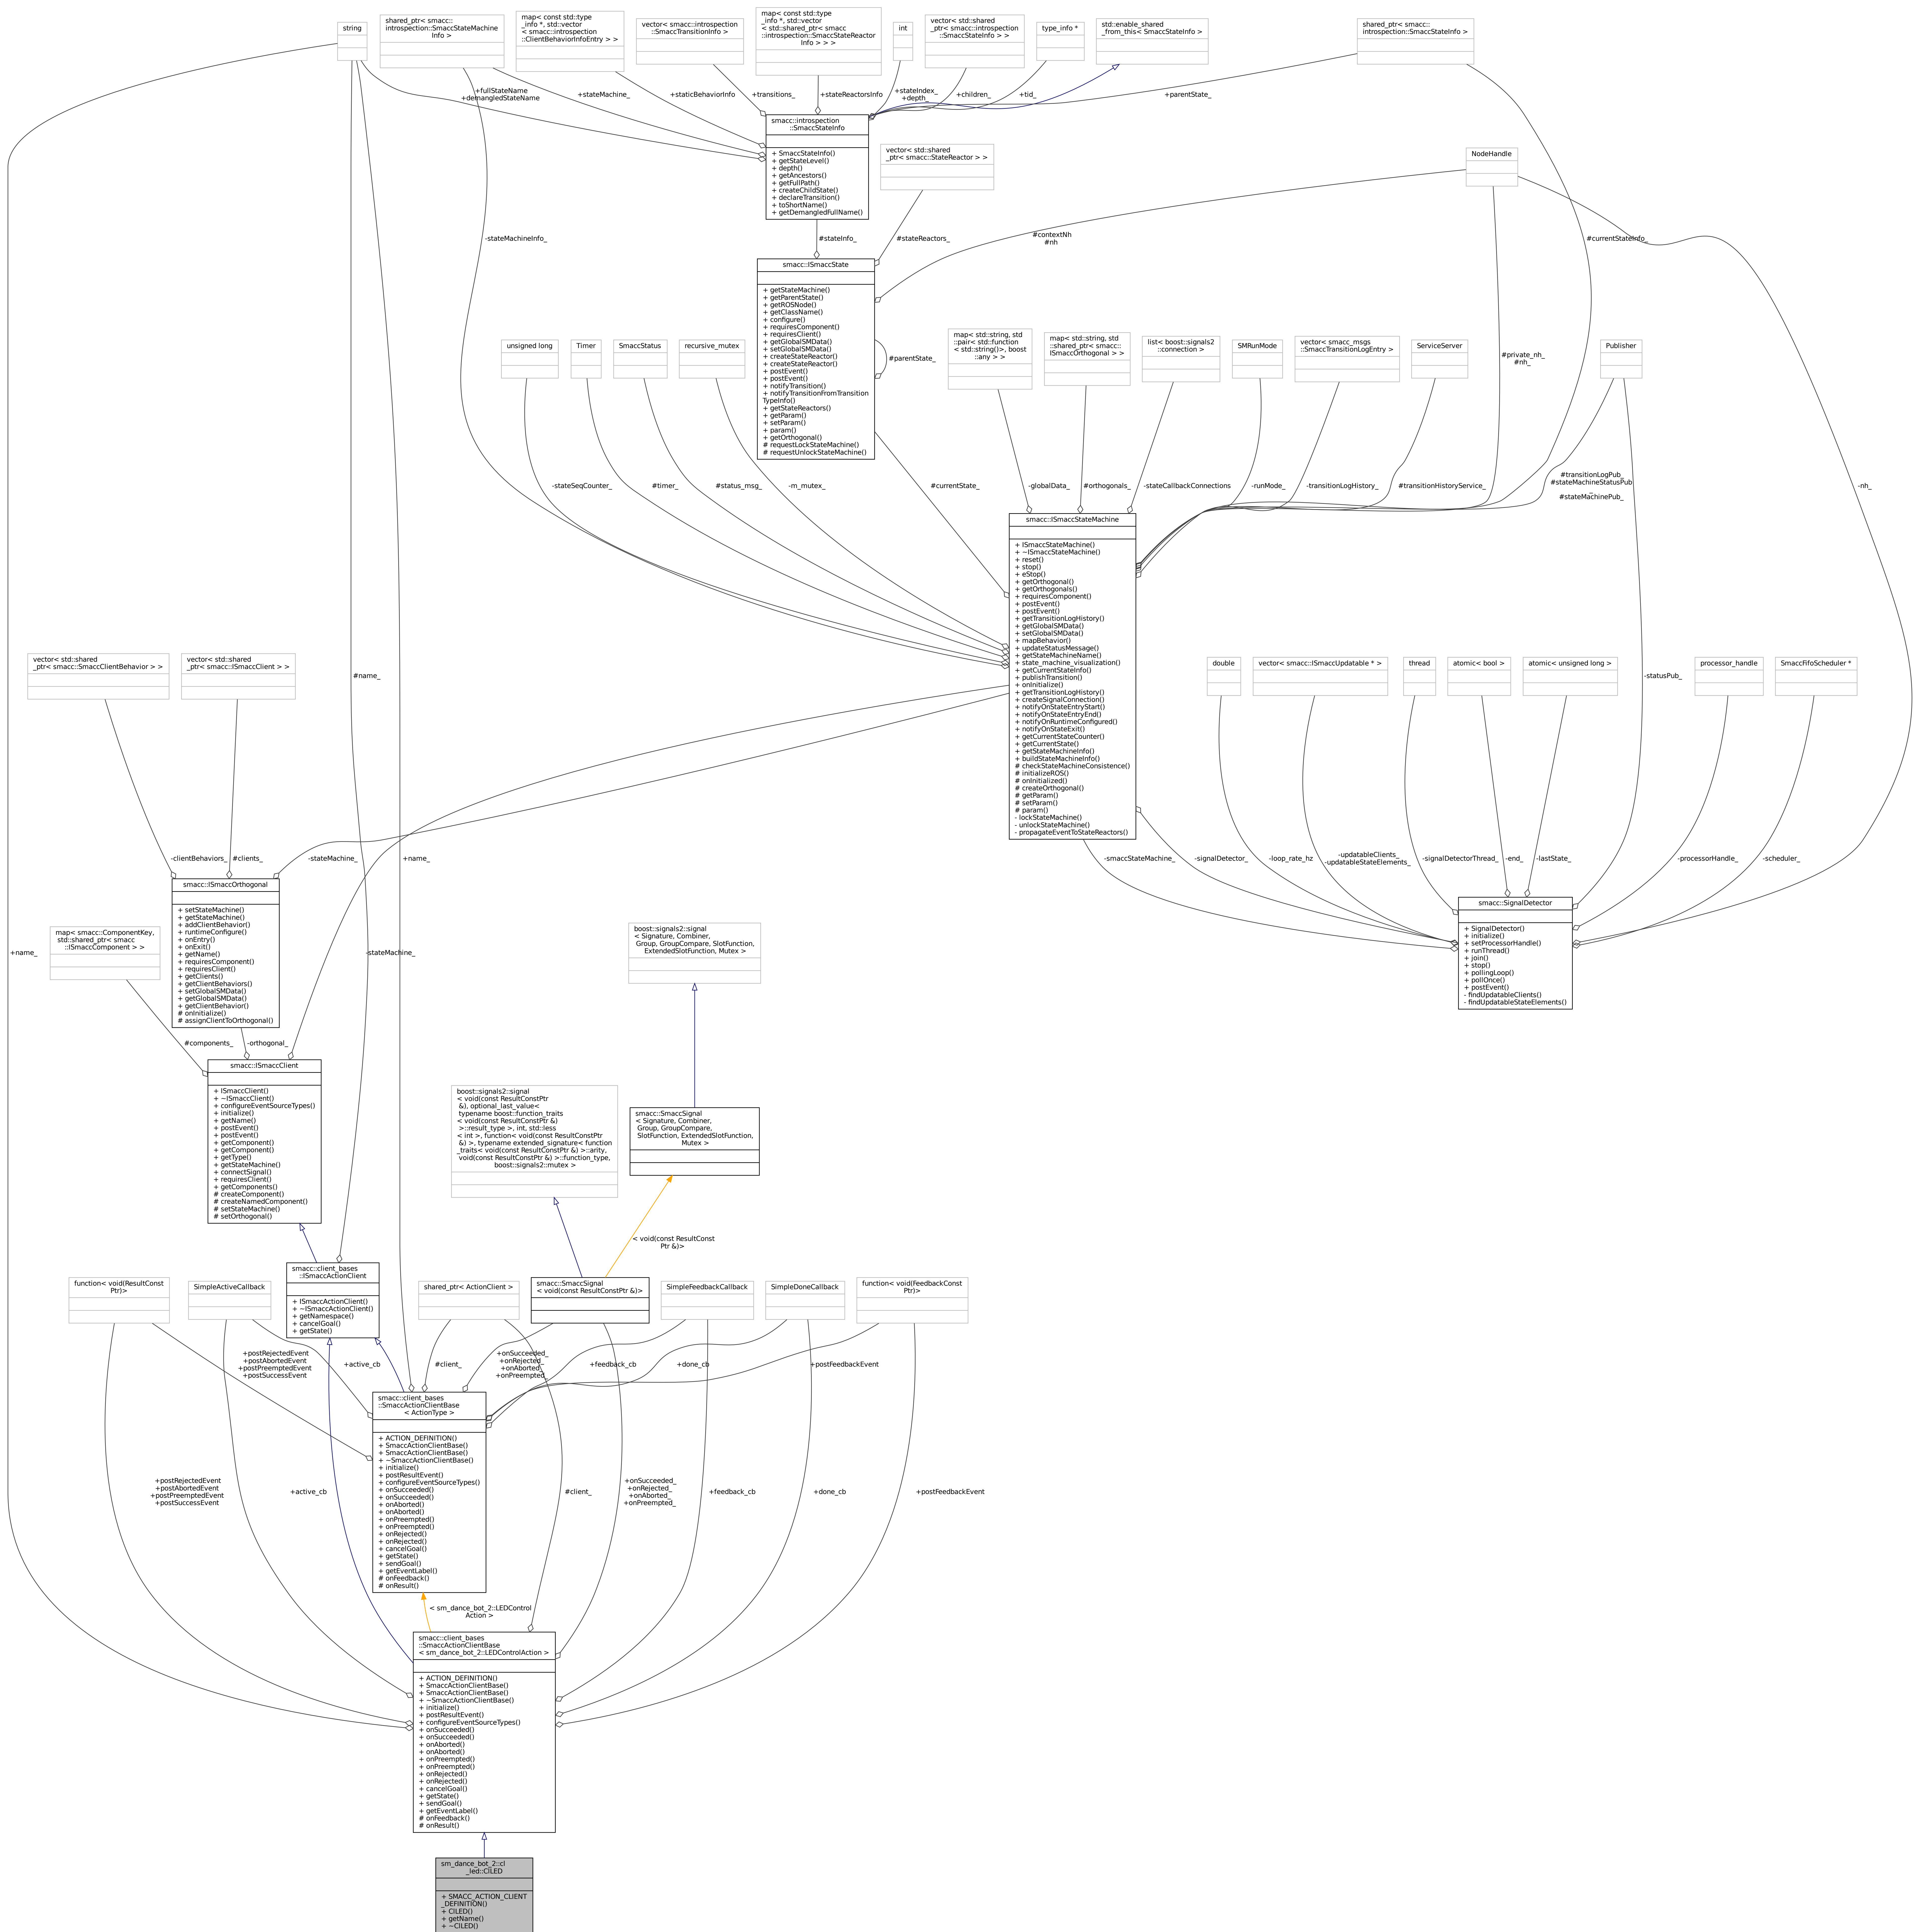 string
shared_ptr< smacc::
introspection::SmaccStateMachine
Info >
map< const std::type
_info *, std::vector
< smacc::introspection
::ClientBehaviorInfoEntry > >
vector< smacc::introspection
::SmaccTransitionInfo >
map< const std::type
_info *, std::vector
< std::shared_ptr< smacc
::introspection::SmaccStateReactor
Info > > >
int
vector< std::shared
_ptr< smacc::introspection
::SmaccStateInfo > >
type_info *
std::enable_shared
_from_this< SmaccStateInfo >
shared_ptr< smacc::
introspection::SmaccStateInfo >
+fullStateName
+demangledStateName
+stateMachine_
+staticBehaviorInfo
+transitions_
+stateReactorsInfo
+stateIndex_
+depth_
+children_
+tid_
+parentState_
smacc::introspection
::SmaccStateInfo
+ SmaccStateInfo()
+ getStateLevel()
+ depth()
+ getAncestors()
+ getFullPath()
+ createChildState()
+ declareTransition()
+ toShortName()
+ getDemangledFullName()
vector< std::shared
_ptr< smacc::StateReactor > >
NodeHandle
-stateMachineInfo_
#stateInfo_
#stateReactors_
#contextNh
#nh
#currentStateInfo_
smacc::ISmaccState
+ getStateMachine()
+ getParentState()
+ getROSNode()
+ getClassName()
+ configure()
+ requiresComponent()
+ requiresClient()
+ getGlobalSMData()
+ setGlobalSMData()
+ createStateReactor()
+ createStateReactor()
+ postEvent()
+ postEvent()
+ notifyTransition()
+ notifyTransitionFromTransition
TypeInfo()
+ getStateReactors()
+ getParam()
+ setParam()
+ param()
+ getOrthogonal()
# requestLockStateMachine()
# requestUnlockStateMachine()
#parentState_
unsigned long
Timer
SmaccStatus
recursive_mutex
map< std::string, std
::pair< std::function
< std::string()>, boost
::any > >
map< std::string, std
::shared_ptr< smacc::
ISmaccOrthogonal > >
list< boost::signals2
::connection >
SMRunMode
vector< smacc_msgs
::SmaccTransitionLogEntry >
ServiceServer
#private_nh_
#nh_
Publisher
-stateSeqCounter_
#timer_
#status_msg_
-m_mutex_
#currentState_
-globalData_
#orthogonals_
-stateCallbackConnections
-runMode_
-transitionLogHistory_
#transitionHistoryService_
#transitionLogPub_
#stateMachineStatusPub
_
#stateMachinePub_
-nh_
smacc::ISmaccStateMachine
+ ISmaccStateMachine()
+ ~ISmaccStateMachine()
+ reset()
+ stop()
+ eStop()
+ getOrthogonal()
+ getOrthogonals()
+ requiresComponent()
+ postEvent()
+ postEvent()
+ getTransitionLogHistory()
+ getGlobalSMData()
+ setGlobalSMData()
+ mapBehavior()
+ updateStatusMessage()
+ getStateMachineName()
+ state_machine_visualization()
+ getCurrentStateInfo()
+ publishTransition()
+ onInitialize()
+ getTransitionLogHistory()
+ createSignalConnection()
+ notifyOnStateEntryStart()
+ notifyOnStateEntryEnd()
+ notifyOnRuntimeConfigured()
+ notifyOnStateExit()
+ getCurrentStateCounter()
+ getCurrentState()
+ getStateMachineInfo()
+ buildStateMachineInfo()
# checkStateMachineConsistence()
# initializeROS()
# onInitialized()
# createOrthogonal()
# getParam()
# setParam()
# param()
- lockStateMachine()
- unlockStateMachine()
- propagateEventToStateReactors()
vector< std::shared
_ptr< smacc::SmaccClientBehavior > >
vector< std::shared
_ptr< smacc::ISmaccClient > >
#name_
double
vector< smacc::ISmaccUpdatable * >
thread
atomic< bool >
atomic< unsigned long >
-statusPub_
processor_handle
SmaccFifoScheduler *
-clientBehaviors_
#clients_
-stateMachine_
+name_
-smaccStateMachine_
-signalDetector_
-loop_rate_hz
-updatableClients_
-updatableStateElements_
-signalDetectorThread_
-end_
-lastState_
-processorHandle_
-scheduler_
smacc::ISmaccOrthogonal
+ setStateMachine()
+ getStateMachine()
+ addClientBehavior()
+ runtimeConfigure()
+ onEntry()
+ onExit()
+ getName()
+ requiresComponent()
+ requiresClient()
+ getClients()
+ getClientBehaviors()
+ setGlobalSMData()
+ getGlobalSMData()
+ getClientBehavior()
# onInitialize()
# assignClientToOrthogonal()
smacc::SignalDetector
+ SignalDetector()
+ initialize()
+ setProcessorHandle()
+ runThread()
+ join()
+ stop()
+ pollingLoop()
+ pollOnce()
+ postEvent()
- findUpdatableClients()
- findUpdatableStateElements()
map< smacc::ComponentKey,
std::shared_ptr< smacc
::ISmaccComponent > >
boost::signals2::signal
< Signature, Combiner,
Group, GroupCompare, SlotFunction,
ExtendedSlotFunction, Mutex >
+name_
-stateMachine_
#components_
-orthogonal_
smacc::ISmaccClient
+ ISmaccClient()
+ ~ISmaccClient()
+ configureEventSourceTypes()
+ initialize()
+ getName()
+ postEvent()
+ postEvent()
+ getComponent()
+ getComponent()
+ getType()
+ getStateMachine()
+ connectSignal()
+ requiresClient()
+ getComponents()
# createComponent()
# createNamedComponent()
# setStateMachine()
# setOrthogonal()
boost::signals2::signal
< void(const ResultConstPtr
&), optional_last_value<
typename boost::function_traits
< void(const ResultConstPtr &)
>::result_type >, int, std::less
< int >, function< void(const ResultConstPtr
&) >, typename extended_signature< function
_traits< void(const ResultConstPtr &) >::arity,
void(const ResultConstPtr &) >::function_type,
boost::signals2::mutex >
smacc::SmaccSignal
< Signature, Combiner,
Group, GroupCompare,
SlotFunction, ExtendedSlotFunction,
Mutex >
< void(const ResultConst
Ptr &)>
smacc::client_bases
::ISmaccActionClient
+ ISmaccActionClient()
+ ~ISmaccActionClient()
+ getNamespace()
+ cancelGoal()
+ getState()
function< void(ResultConst
Ptr)>
SimpleActiveCallback
shared_ptr< ActionClient >
smacc::SmaccSignal
< void(const ResultConstPtr &)>
SimpleFeedbackCallback
SimpleDoneCallback
function< void(FeedbackConst
Ptr)>
+postRejectedEvent
+postAbortedEvent
+postPreemptedEvent
+postSuccessEvent
+active_cb
#client_
+onSucceeded_
+onRejected_
+onAborted_
+onPreempted_
+feedback_cb
+done_cb
+postFeedbackEvent
smacc::client_bases
::SmaccActionClientBase
< ActionType >
+ ACTION_DEFINITION()
+ SmaccActionClientBase()
+ SmaccActionClientBase()
+ ~SmaccActionClientBase()
+ initialize()
+ postResultEvent()
+ configureEventSourceTypes()
+ onSucceeded()
+ onSucceeded()
+ onAborted()
+ onAborted()
+ onPreempted()
+ onPreempted()
+ onRejected()
+ onRejected()
+ cancelGoal()
+ getState()
+ sendGoal()
+ getEventLabel()
# onFeedback()
# onResult()
+postRejectedEvent
+postAbortedEvent
+postPreemptedEvent
+postSuccessEvent
+active_cb
#client_
+onSucceeded_
+onRejected_
+onAborted_
+onPreempted_
+feedback_cb
+done_cb
+postFeedbackEvent
< sm_dance_bot_2::LEDControl
Action >
smacc::client_bases
::SmaccActionClientBase
< sm_dance_bot_2::LEDControlAction >
+ ACTION_DEFINITION()
+ SmaccActionClientBase()
+ SmaccActionClientBase()
+ ~SmaccActionClientBase()
+ initialize()
+ postResultEvent()
+ configureEventSourceTypes()
+ onSucceeded()
+ onSucceeded()
+ onAborted()
+ onAborted()
+ onPreempted()
+ onPreempted()
+ onRejected()
+ onRejected()
+ cancelGoal()
+ getState()
+ sendGoal()
+ getEventLabel()
# onFeedback()
# onResult()
sm_dance_bot_2::cl
_led::ClLED
+ SMACC_ACTION_CLIENT
_DEFINITION()
+ ClLED()
+ getName()
+ ~ClLED()